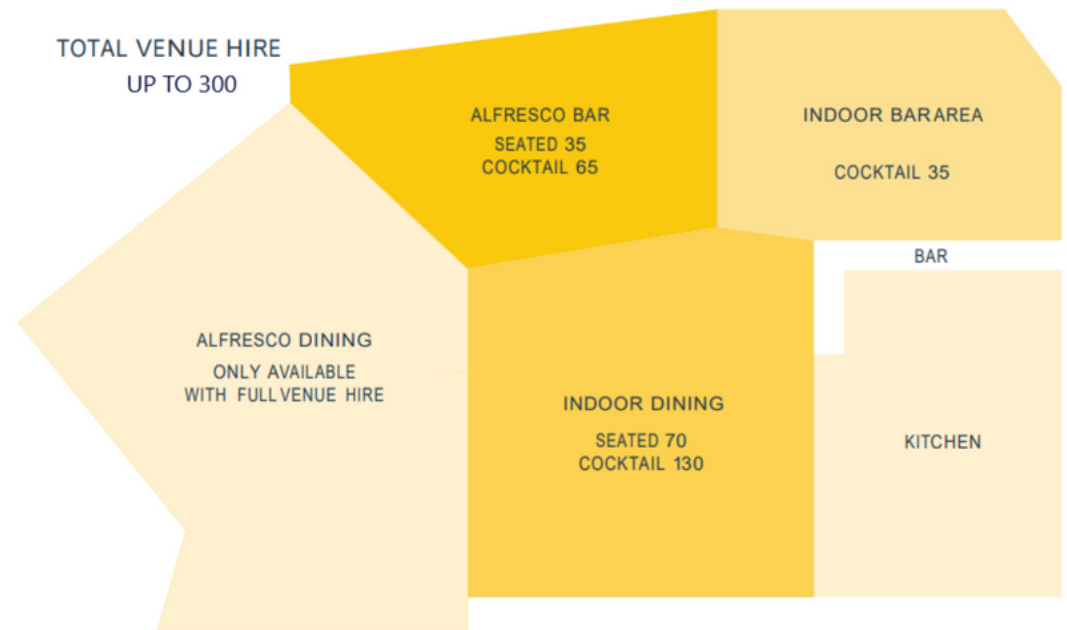 TOTAL VENUE HIRE
UP TO 300
ALFRESCO BAR
SEATED 35
COCKTAIL 65
INDOOR BAR AREA
COCKTAIL 35
BAR
ALFRESCO DINING
ONLY AVAILABLE
WITH FULL VENUE HIRE
INDOOR DINING
SEATED 70
COCKTAIL 130
KITCHEN